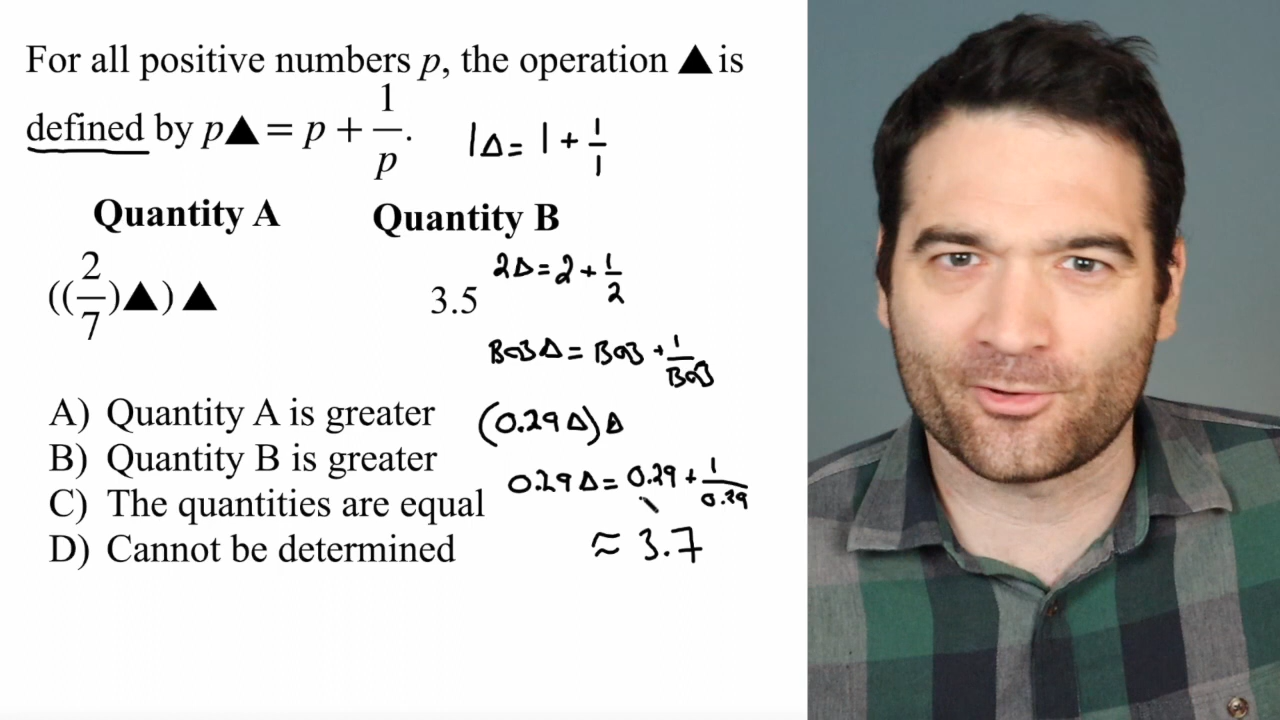 For all positive numbers p, the operation ▲ is
defined by p▲ = p + 1/p.
1Δ = 1 + 1/1
Quantity A Quantity B
((2/7)▲)▲ 3.5
2Δ = 2 + 1/2
BOBΔ = BOB + 1/BOB
A) Quantity A is greater
B) Quantity B is greater
C) The quantities are equal
D) Cannot be determined
(0.29Δ)Δ
0.29Δ = 0.29 + 1/0.29
≈ 3.7